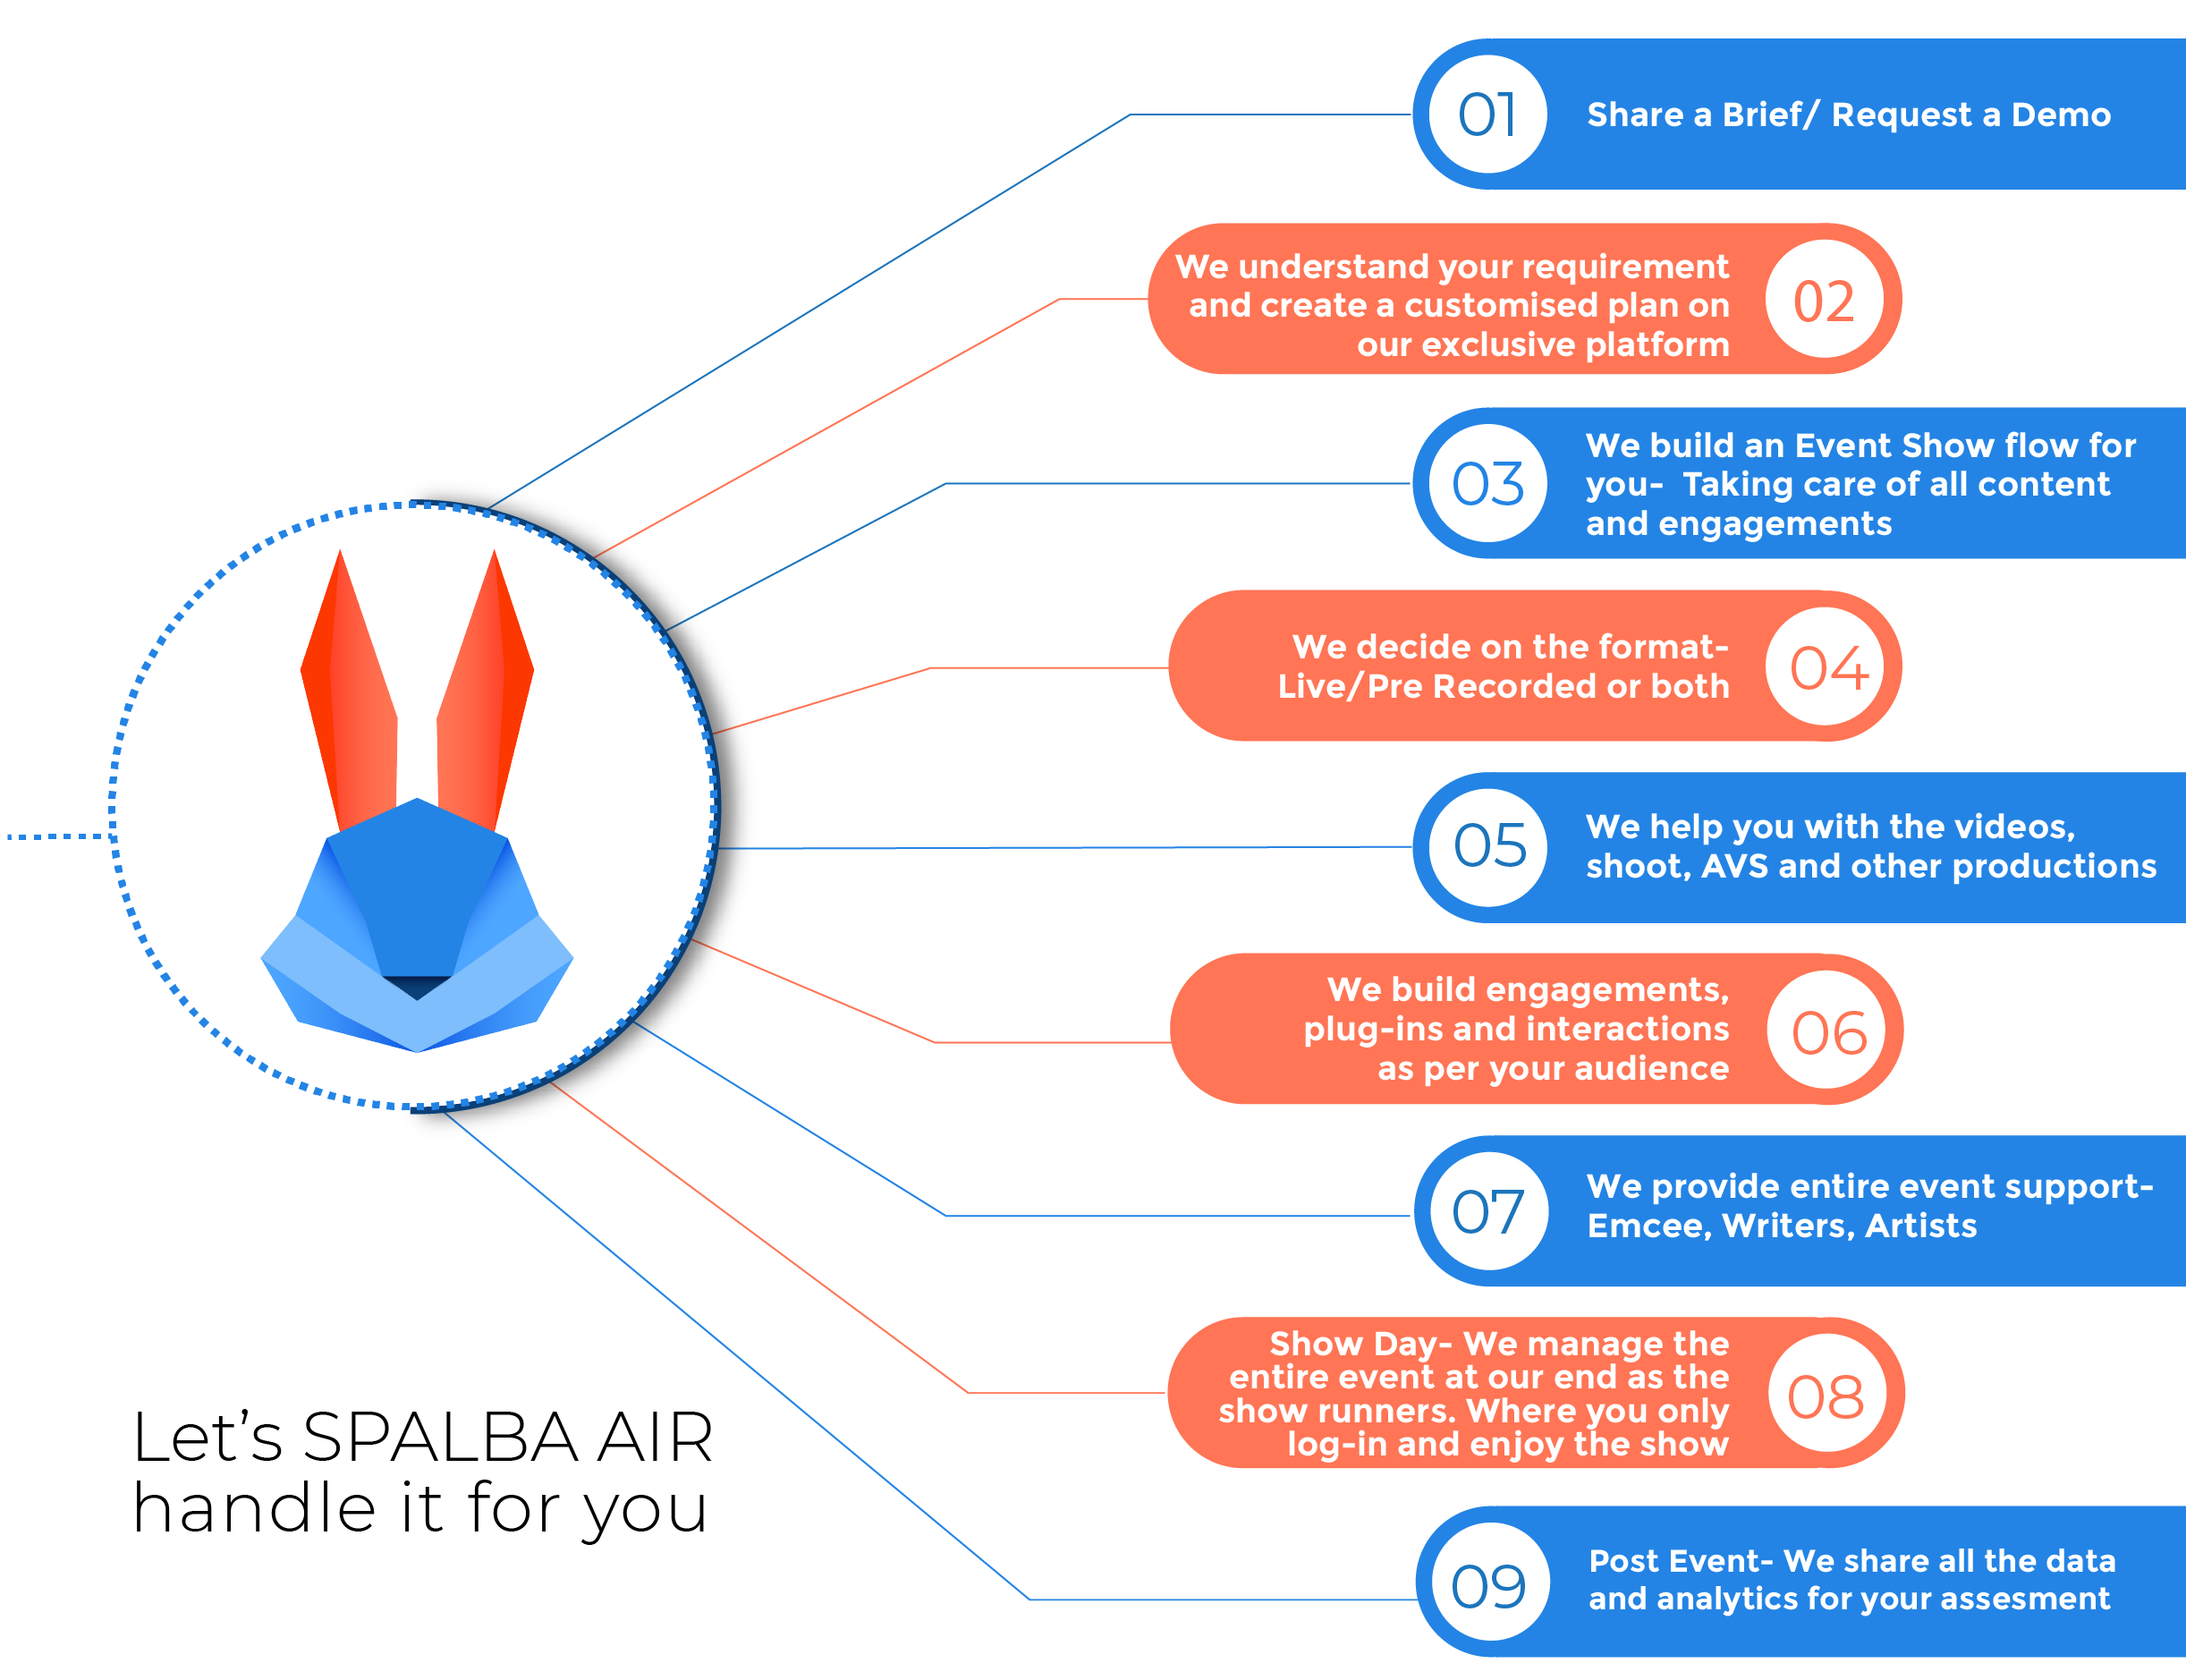 01
Share a Brief/ Request a Demo
We understand your requirement
and create a customised plan on
our exclusive platform
02
03
We build an Event Show flow for
you-  Taking care of all content
and engagements
We decide on the format-
Live/Pre Recorded or both
04
05
We help you with the videos,
shoot, AVS and other productions
We build engagements,
plug-ins and interactions
as per your audience
06
07
We provide entire event support-
Emcee, Writers, Artists
Show Day- We manage the
entire event at our end as the
show runners. Where you only
log-in and enjoy the show
08
09
Post Event- We share all the data
and analytics for your assesment
Let's SPALBA AIR
handle it for you